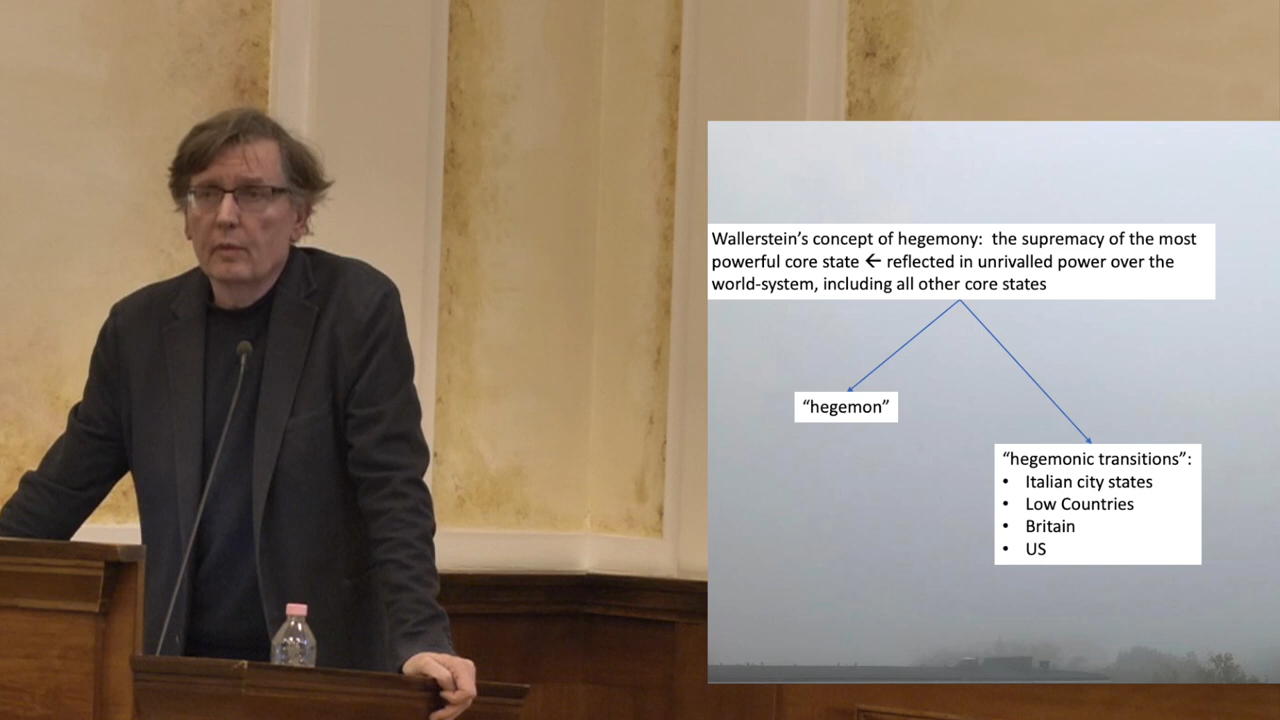 Wallerstein’s concept of hegemony:  the supremacy of the most
powerful core state ← reflected in unrivalled power over the
world-system, including all other core states
“hegemon”
“hegemonic transitions”:
• Italian city states
• Low Countries
• Britain
• US